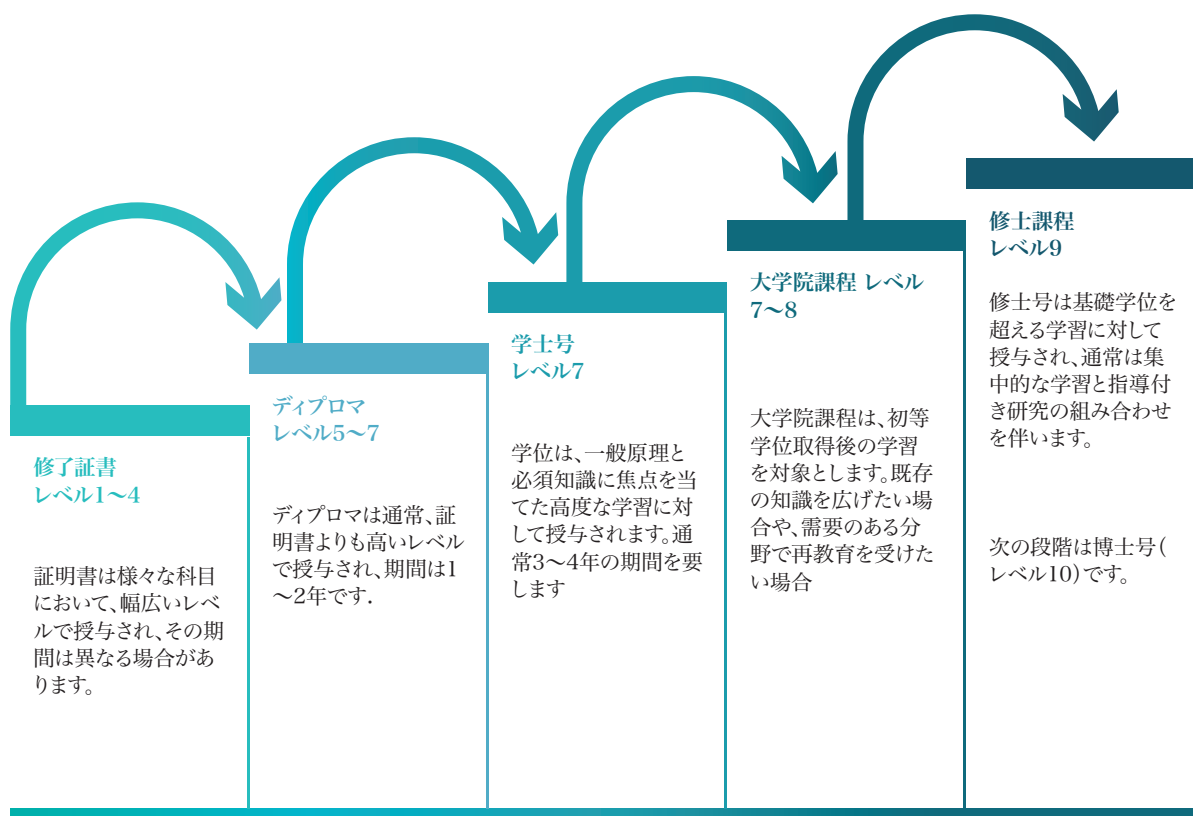 修了証書
レベル1〜4
証明書は様々な科目
において、幅広いレベ
ルで授与され、その期
間は異なる場合があ
ります。
ディプロマ
レベル5〜7
ディプロマは通常、証
明書よりも高いレベル
で授与され、期間は1
〜2年です.
学士号
レベル7
学位は、一般原理と
必須知識に焦点を当
てた高度な学習に対
して授与されます。通
常3〜4年の期間を要
します
大学院課程 レベル
7〜8
大学院課程は、初等
学位取得後の学習
を対象とします。既存
の知識を広げたい場
合や、需要のある分
野で再教育を受けた
い場合
修士課程
レベル9
修士号は基礎学位を
超える学習に対して
授与され、通常は集
中的な学習と指導付
き研究の組み合わせ
を伴います。
次の段階は博士号(
レベル10)です。